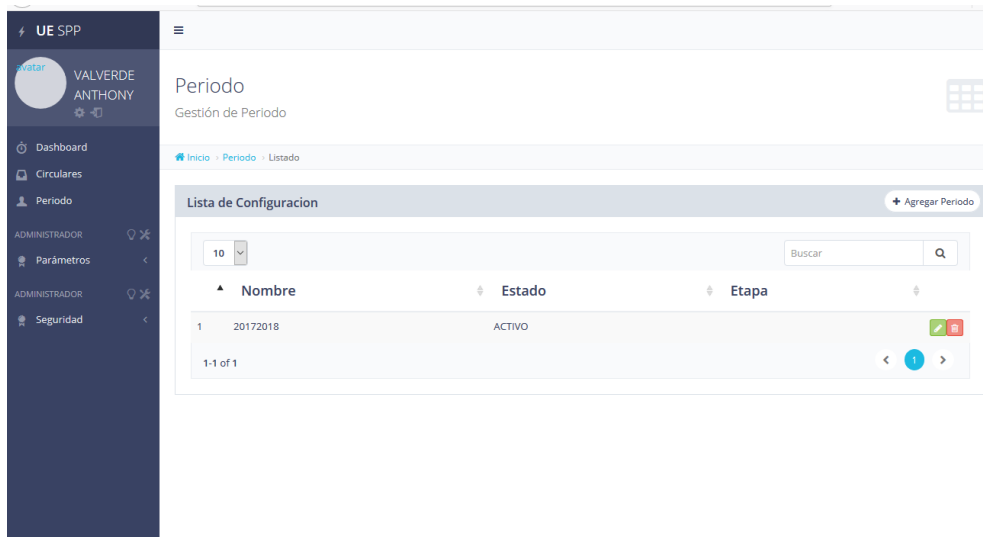 UE SPP
avatar
VALVERDE
ANTHONY
Dashboard
Circulares
Periodo
ADMINISTRADOR
Parámetros
ADMINISTRADOR
Seguridad
Periodo
Gestión de Periodo
Inicio › Periodo › Listado
Lista de Configuracion
+ Agregar Periodo
10
Buscar
Nombre Estado Etapa
1 20172018 ACTIVO
1-1 of 1
‹ 1 ›